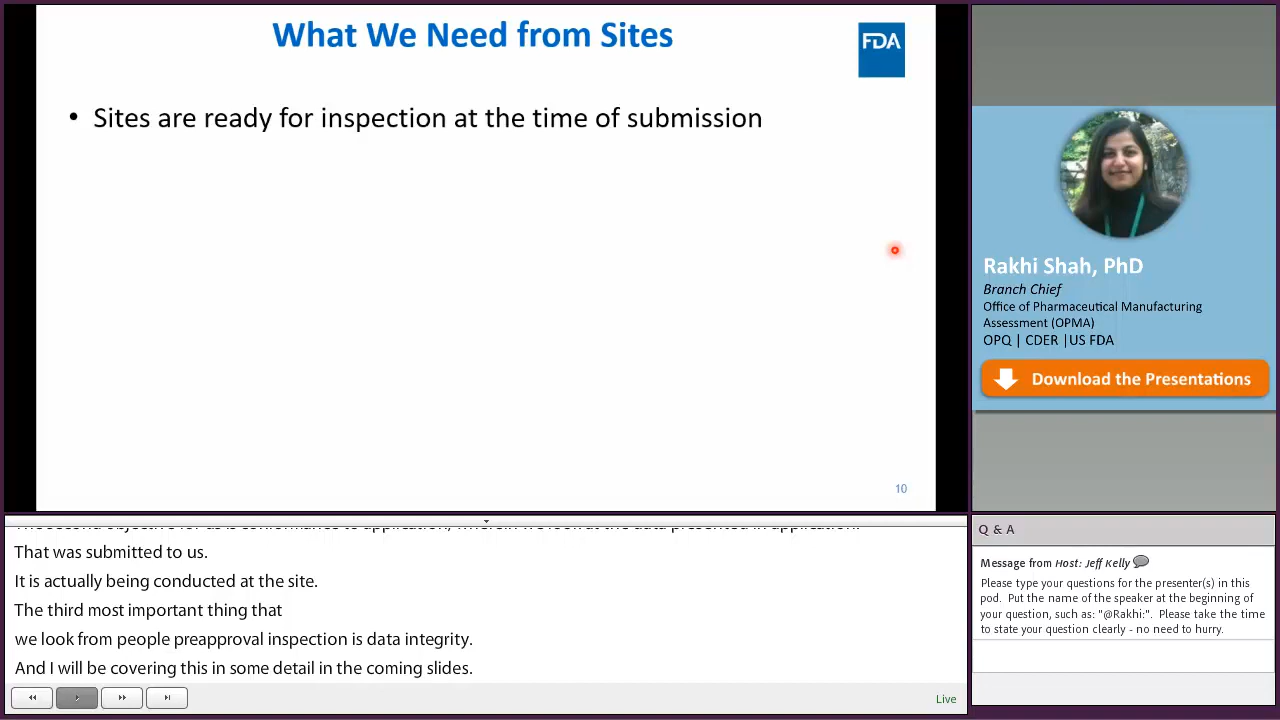 What We Need from Sites
FDA
• Sites are ready for inspection at the time of submission
10
Rakhi Shah, PhD
Branch Chief
Office of Pharmaceutical Manufacturing
Assessment (OPMA)
OPQ | CDER |US FDA
Download the Presentations
That was submitted to us.
It is actually being conducted at the site.
The third most important thing that
we look from people preapproval inspection is data integrity.
And I will be covering this in some detail in the coming slides.
Live
Q & A
Message from Host: Jeff Kelly
Please type your questions for the presenter(s) in this
pod. Put the name of the speaker at the beginning of
your question, such as: "@Rakhi:". Please take the time
to state your question clearly - no need to hurry.